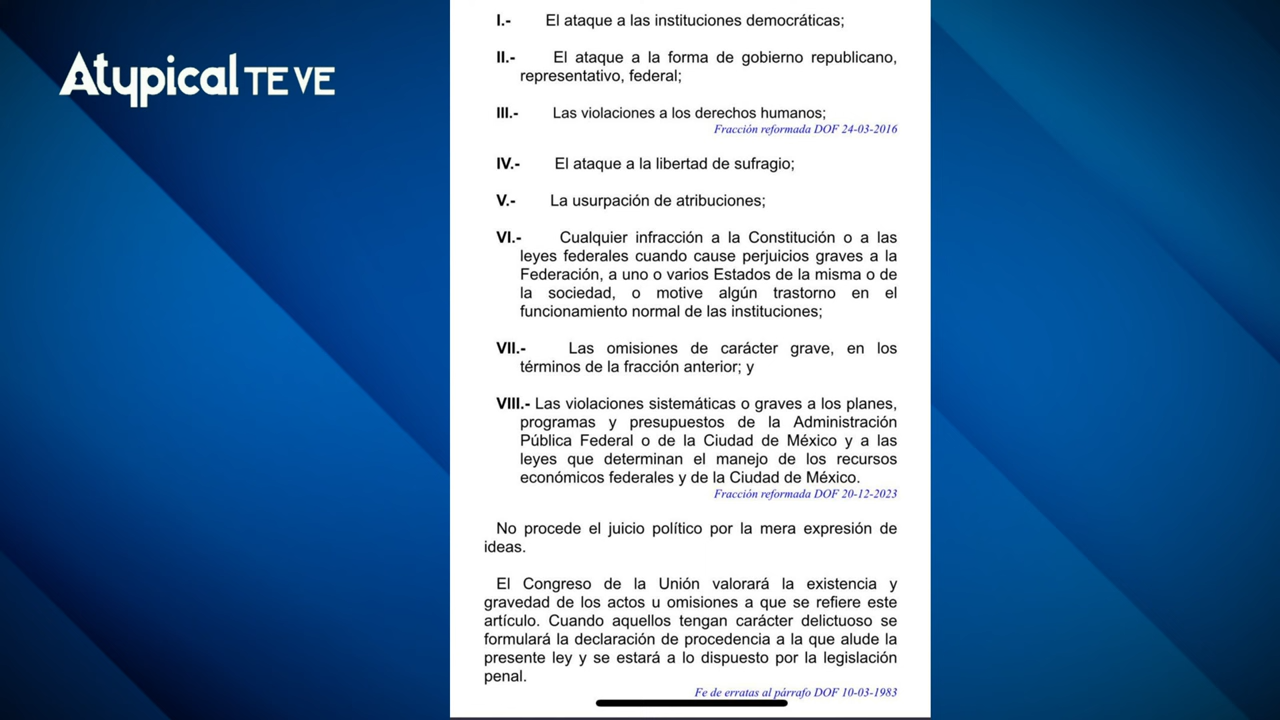 Atypical TE VE
I.- El ataque a las instituciones democráticas;
II.- El ataque a la forma de gobierno republicano,
representativo, federal;
III.- Las violaciones a los derechos humanos;
Fracción reformada DOF 24-03-2016
IV.- El ataque a la libertad de sufragio;
V.- La usurpación de atribuciones;
VI.- Cualquier infracción a la Constitución o a las
leyes federales cuando cause perjuicios graves a la
Federación, a uno o varios Estados de la misma o de
la sociedad, o motive algún trastorno en el
funcionamiento normal de las instituciones;
VII.- Las omisiones de carácter grave, en los
términos de la fracción anterior; y
VIII.- Las violaciones sistemáticas o graves a los planes,
programas y presupuestos de la Administración
Pública Federal o de la Ciudad de México y a las
leyes que determinan el manejo de los recursos
económicos federales y de la Ciudad de México.
Fracción reformada DOF 20-12-2023
No procede el juicio político por la mera expresión de
ideas.
El Congreso de la Unión valorará la existencia y
gravedad de los actos u omisiones a que se refiere este
artículo. Cuando aquellos tengan carácter delictuoso se
formulará la declaración de procedencia a la que alude la
presente ley y se estará a lo dispuesto por la legislación
penal.
Fe de erratas al párrafo DOF 10-03-1983